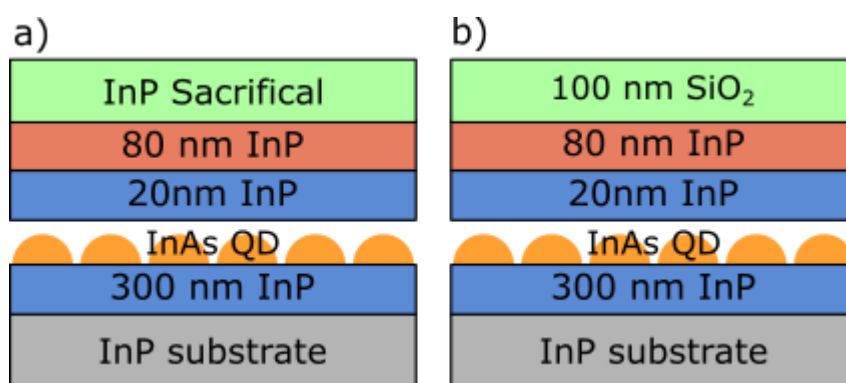 a)
InP Sacrifical
80 nm InP
20nm InP
InAs QD
300 nm InP
InP substrate
b)
100 nm SiO₂
80 nm InP
20nm InP
InAs QD
300 nm InP
InP substrate